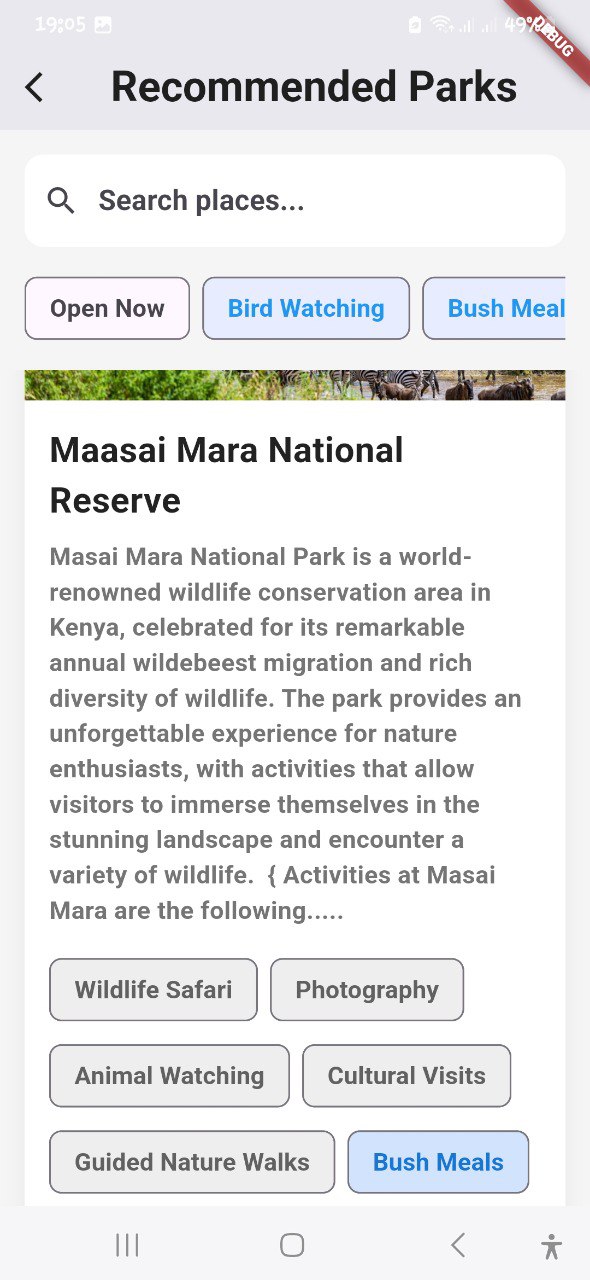 19:05
49%
DEBUG
Recommended Parks
Search places...
Open Now
Bird Watching
Bush Meal
Maasai Mara National
Reserve
Masai Mara National Park is a world-
renowned wildlife conservation area in
Kenya, celebrated for its remarkable
annual wildebeest migration and rich
diversity of wildlife. The park provides an
unforgettable experience for nature
enthusiasts, with activities that allow
visitors to immerse themselves in the
stunning landscape and encounter a
variety of wildlife.  { Activities at Masai
Mara are the following.....
Wildlife Safari
Photography
Animal Watching
Cultural Visits
Guided Nature Walks
Bush Meals